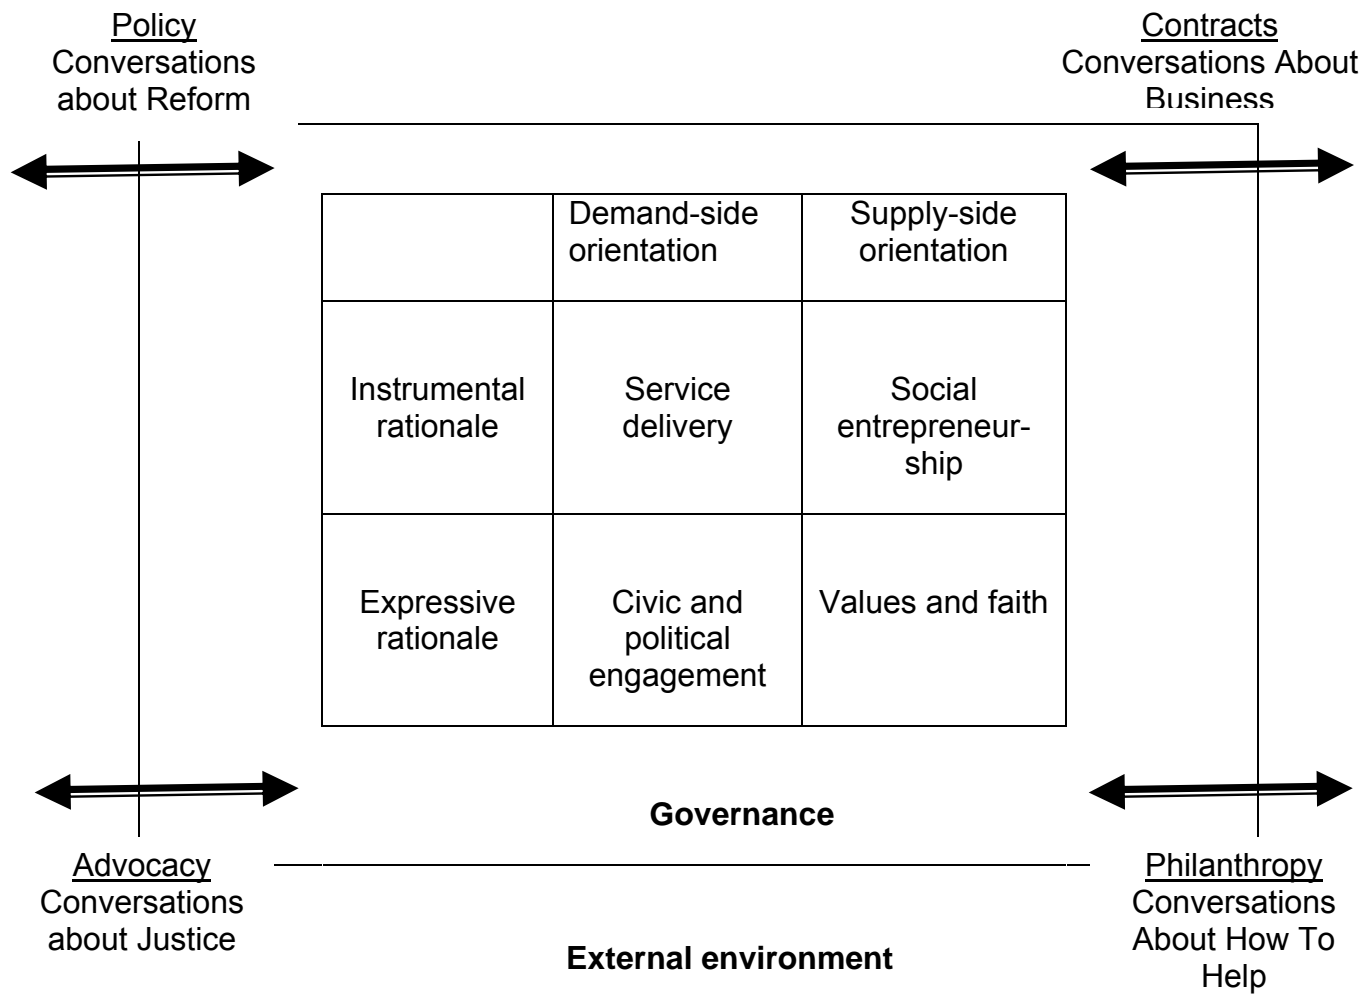 Policy
Conversations
about Reform
Contracts
Conversations About
Business
Demand-side
orientation
Supply-side
orientation
Instrumental
rationale
Service
delivery
Social
entrepreneur-
ship
Expressive
rationale
Civic and
political
engagement
Values and faith
Governance
Advocacy
Conversations
about Justice
Philanthropy
Conversations
About How To
Help
External environment